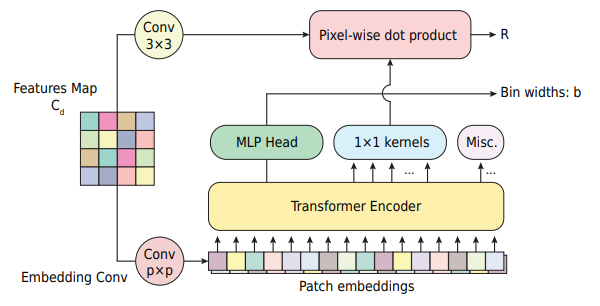 Conv
3×3
Pixel-wise dot product
R
Features Map
C_d
Bin widths: b
MLP Head
1×1 kernels
Misc.
...
...
Transformer Encoder
Conv
p×p
Embedding Conv
Patch embeddings